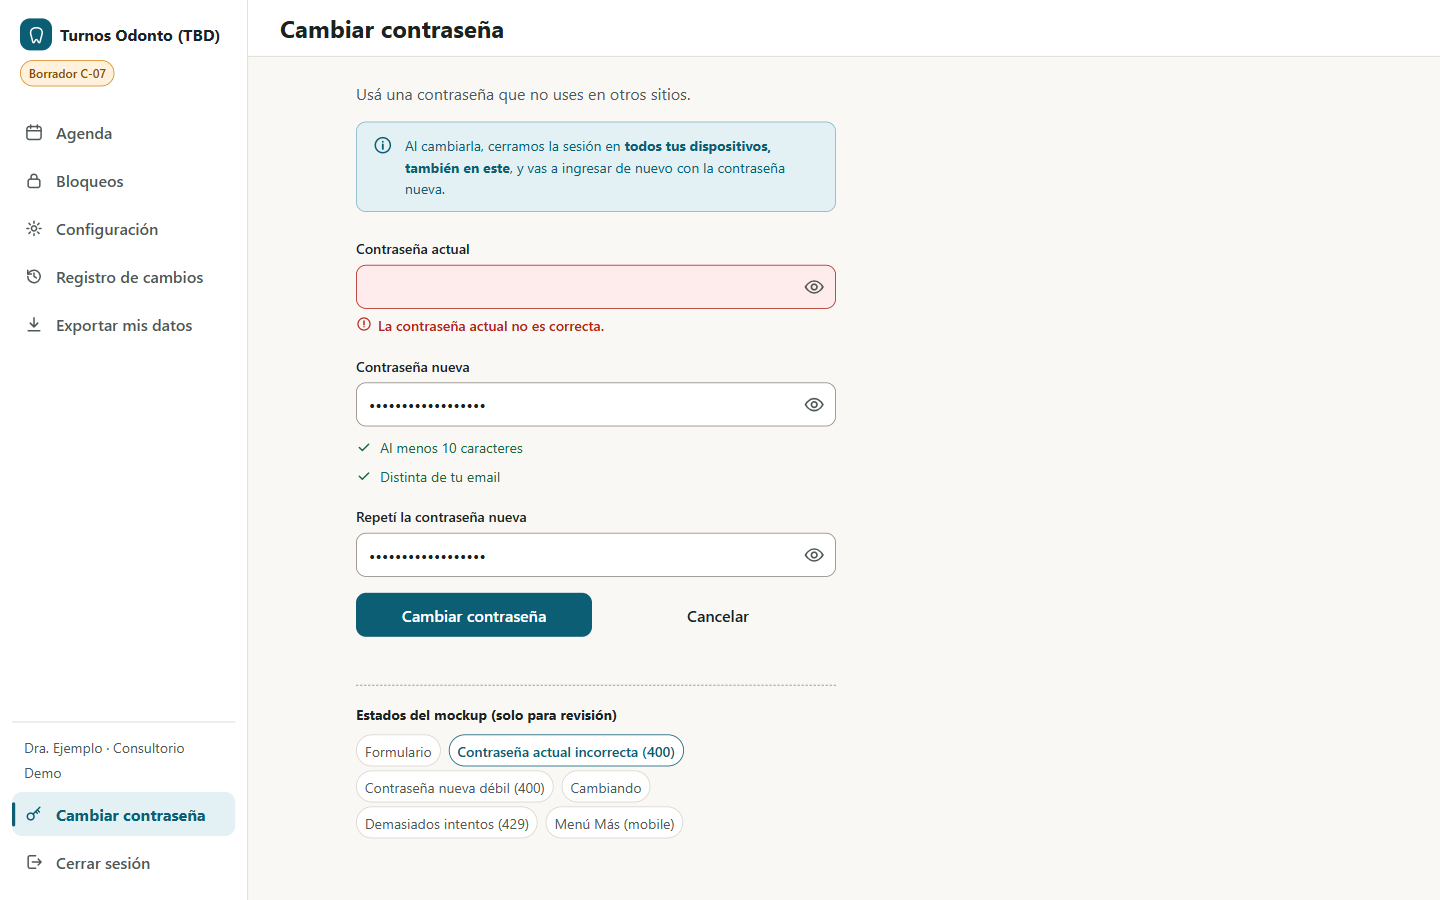 Turnos Odonto (TBD)
Borrador C-07
Agenda
Bloqueos
Configuración
Registro de cambios
Exportar mis datos
Dra. Ejemplo · Consultorio
Demo
Cambiar contraseña
Cerrar sesión
Cambiar contraseña
Usá una contraseña que no uses en otros sitios.
Al cambiarla, cerramos la sesión en todos tus dispositivos,
también en este, y vas a ingresar de nuevo con la contraseña
nueva.
Contraseña actual
La contraseña actual no es correcta.
Contraseña nueva
••••••••••••••••••
Al menos 10 caracteres
Distinta de tu email
Repetí la contraseña nueva
••••••••••••••••••
Cambiar contraseña
Cancelar
Estados del mockup (solo para revisión)
Formulario
Contraseña actual incorrecta (400)
Contraseña nueva débil (400)
Cambiando
Demasiados intentos (429)
Menú Más (mobile)